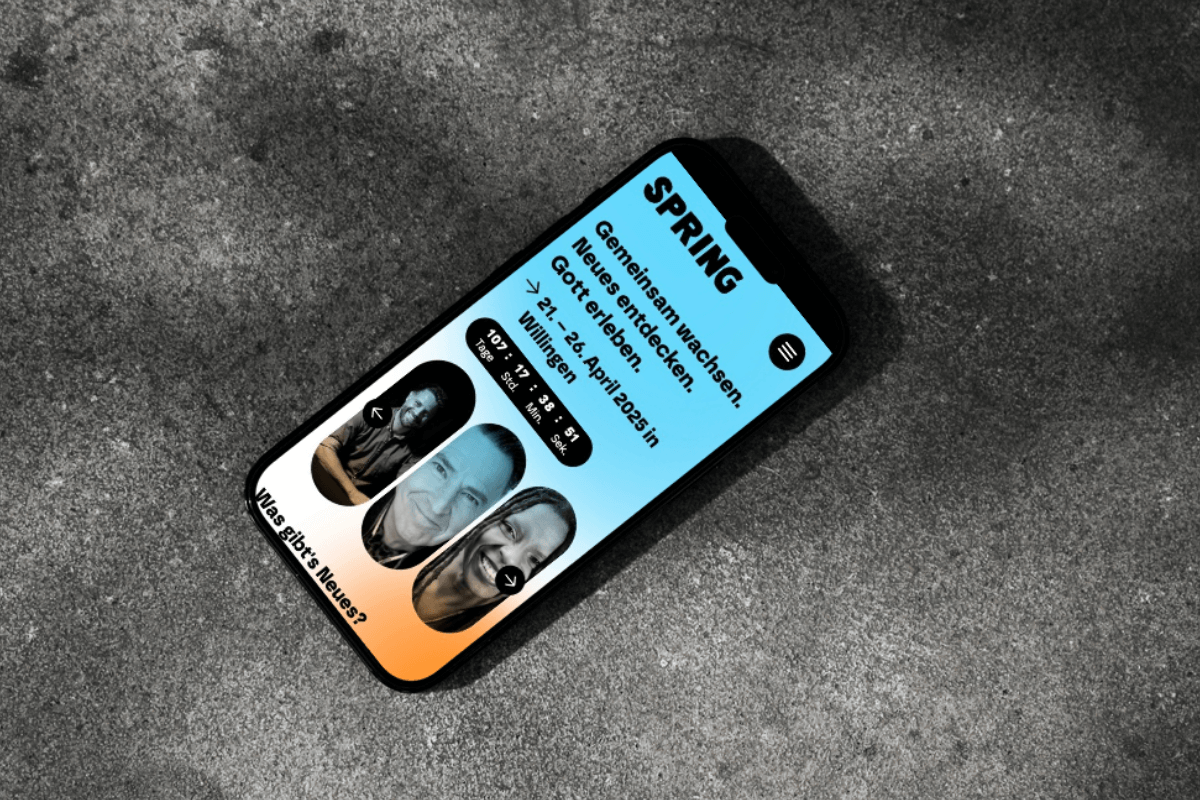 SPRING
Gemeinsam wachsen.
Neues entdecken.
Gott erleben.
→ 21. – 26. April 2025 in
Willingen
107 : 17 : 38 : 51
Tage Std. Min. Sek.
Was gibt's Neues?